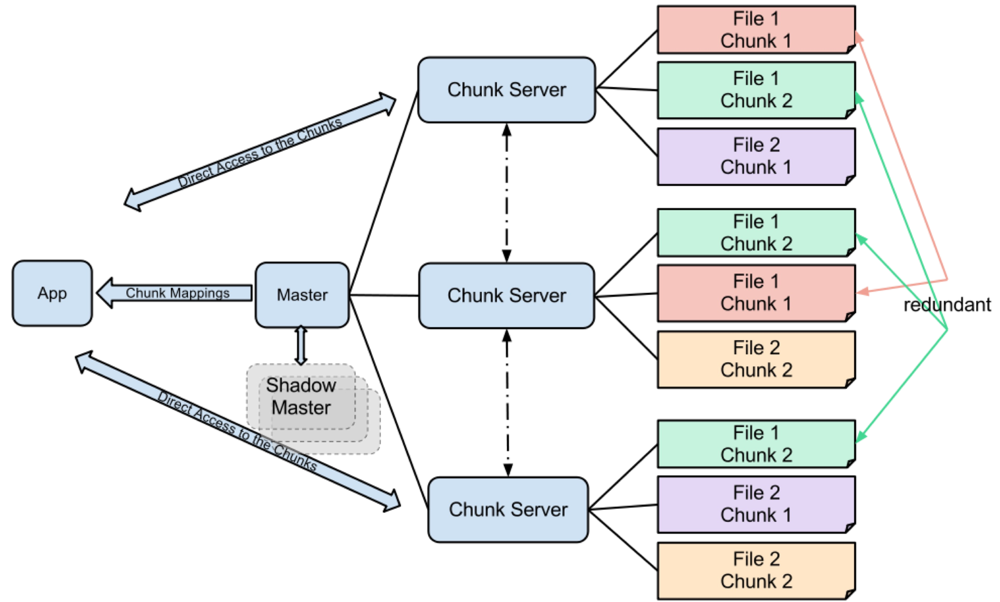 File 1
Chunk 1
File 1
Chunk 2
File 2
Chunk 1
Chunk Server
Direct Access to the Chunks
File 1
Chunk 2
File 1
Chunk 1
File 2
Chunk 2
App
Chunk Mappings
Master
Chunk Server
redundant
Shadow
Master
Direct Access to the Chunks
Chunk Server
File 1
Chunk 2
File 2
Chunk 1
File 2
Chunk 2